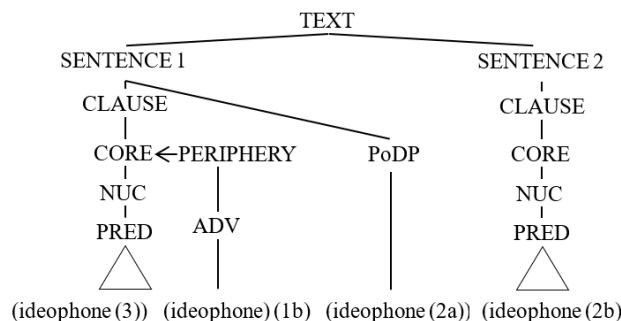 TEXT
SENTENCE 1 SENTENCE 2
CLAUSE CLAUSE
CORE PERIPHERY PoDP CORE
NUC NUC
ADV
PRED PRED
(ideophone (3)) (ideophone) (1b) (ideophone (2a)) (ideophone (2b)